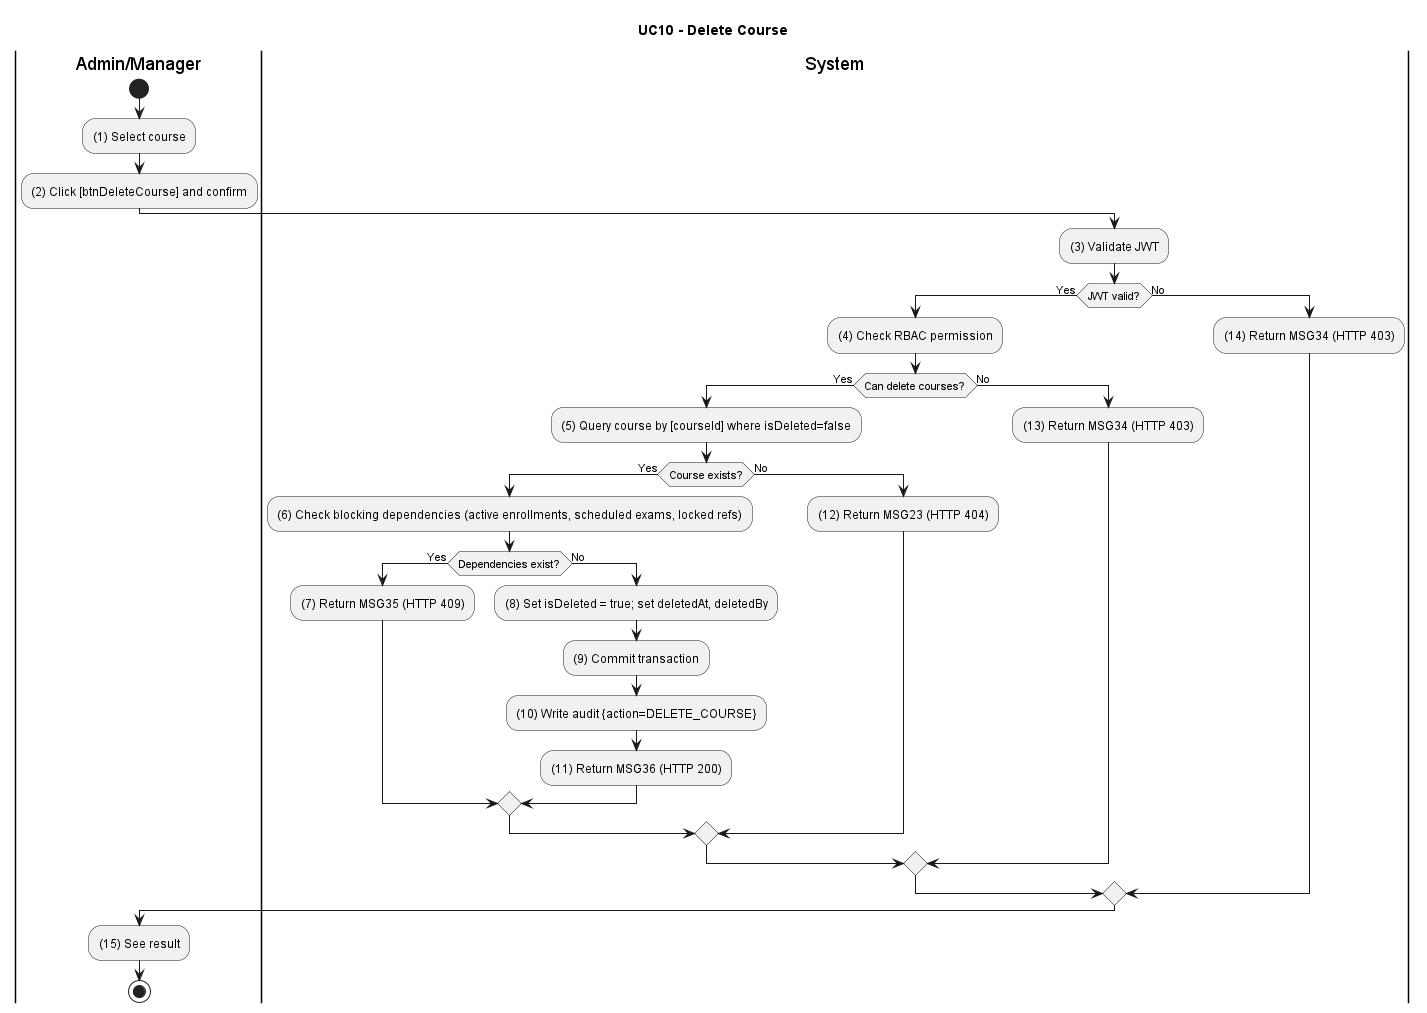 UC10 - Delete Course
Admin/Manager
System
(1) Select course
(2) Click [btnDeleteCourse] and confirm
(3) Validate JWT
JWT valid?
Yes
No
(4) Check RBAC permission
(14) Return MSG34 (HTTP 403)
Can delete courses?
Yes
No
(5) Query course by [courseId] where isDeleted=false
(13) Return MSG34 (HTTP 403)
Course exists?
Yes
No
(6) Check blocking dependencies (active enrollments, scheduled exams, locked refs)
(12) Return MSG23 (HTTP 404)
Dependencies exist?
Yes
No
(7) Return MSG35 (HTTP 409)
(8) Set isDeleted = true; set deletedAt, deletedBy
(9) Commit transaction
(10) Write audit {action=DELETE_COURSE}
(11) Return MSG36 (HTTP 200)
(15) See result